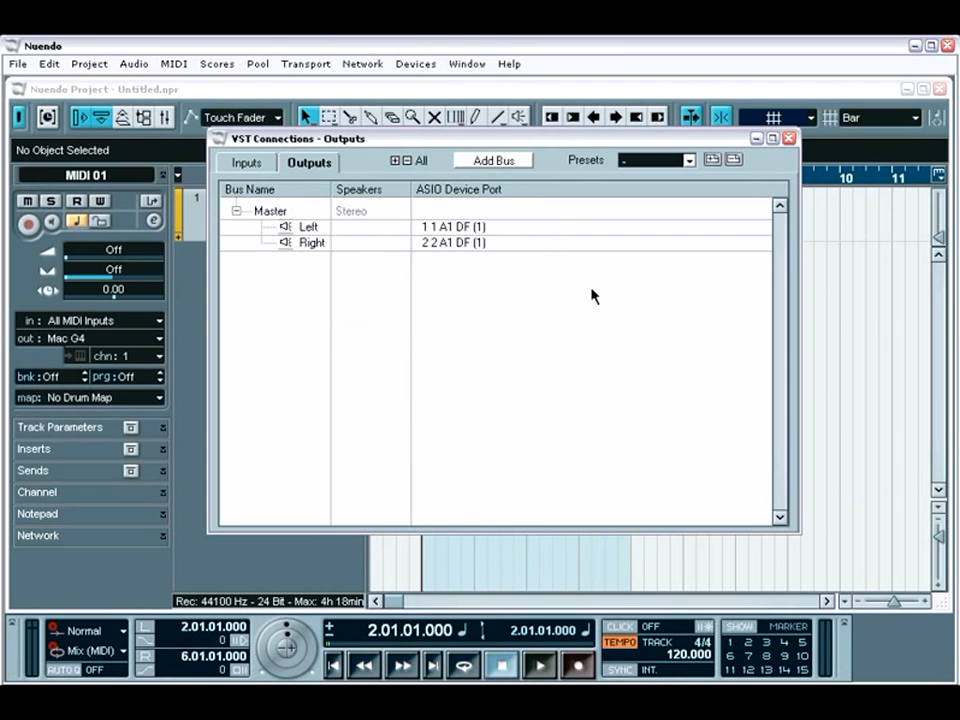 Nuendo
File Edit Project Audio MIDI Scores Pool Transport Network Devices Window Help
Nuendo Project - Untitled.npr
Touch Fader
Bar
No Object Selected
VST Connections - Outputs
Inputs Outputs All Add Bus Presets -
MIDI 01
10 11
Bus Name Speakers ASIO Device Port
M S R W
1
Master Stereo
Left 1 1 A1 DF (1)
Right 2 2 A1 DF (1)
Off
Off
0.00
in : All MIDI Inputs
out : Mac G4
chn: 1
bnk :Off prg:Off
map: No Drum Map
Track Parameters
Inserts
Sends
Channel
Notepad
Network
Rec: 44100 Hz - 24 Bit - Max: 4h 18min
Normal
Mix (MIDI)
AUTO Q OFF
L 2.01.01.000
0
R 6.01.01.000
0
2.01.01.000 2.01.01.000
CLICK OFF
TEMPO TRACK 4/4
120.000
SYNC INT.
SHOW MARKER
1 2 3 4 5
6 7 8 9 10
11 12 13 14 15